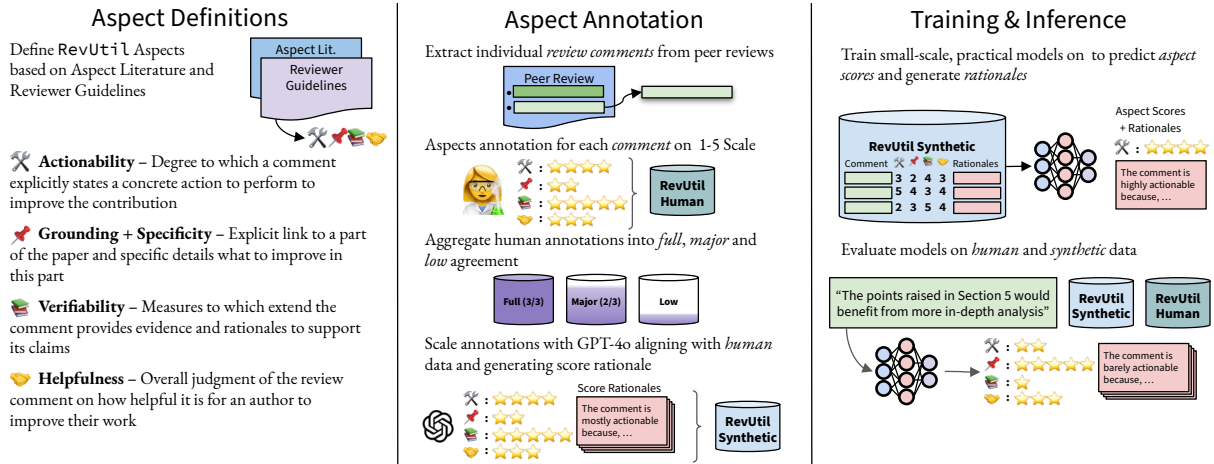 Aspect Definitions
Define RevUtil Aspects
based on Aspect Literature and
Reviewer Guidelines
Aspect Lit.
Reviewer
Guidelines
Actionability – Degree to which a comment
explicitly states a concrete action to perform to
improve the contribution
Grounding + Specificity – Explicit link to a part
of the paper and specific details what to improve in
this part
Verifiability – Measures to which extend the
comment provides evidence and rationales to support
its claims
Helpfulness – Overall judgment of the review
comment on how helpful it is for an author to
improve their work
Aspect Annotation
Extract individual review comments from peer reviews
Peer Review
Aspects annotation for each comment on 1-5 Scale
:
:
:
:
RevUtil
Human
Aggregate human annotations into full, major and
low agreement
Full (3/3)
Major (2/3)
Low
Scale annotations with GPT-4o aligning with human
data and generating score rationale
:
:
:
:
Score Rationales
The comment is
mostly actionable
because, …
RevUtil
Synthetic
Training & Inference
Train small-scale, practical models on to predict aspect
scores and generate rationales
RevUtil Synthetic
Comment Rationales
3 2 4 3
5 4 3 4
2 3 5 4
Aspect Scores
+ Rationales
:
The comment is
highly actionable
because, …
Evaluate models on human and synthetic data
“The points raised in Section 5 would
benefit from more in-depth analysis”
RevUtil
Synthetic
RevUtil
Human
:
:
:
:
The comment is
barely actionable
because, …